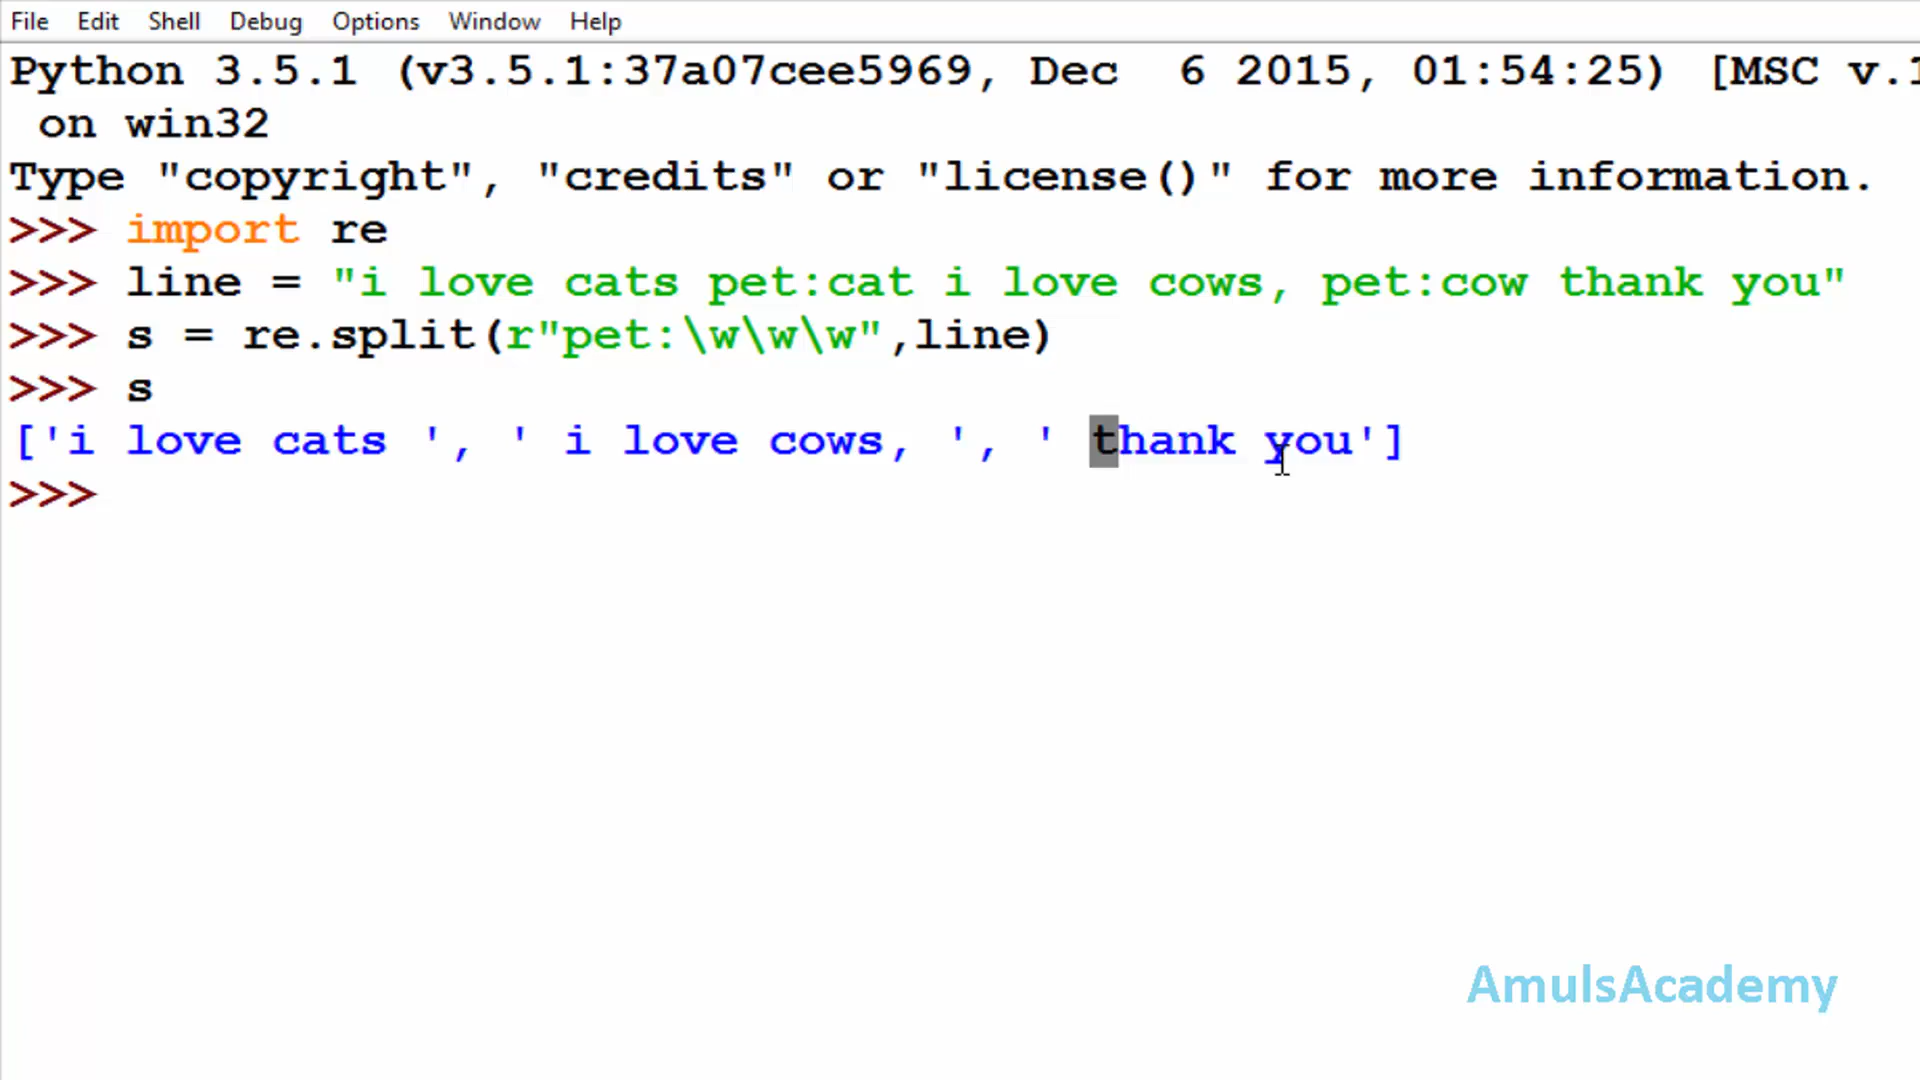 File Edit Shell Debug Options Window Help
Python 3.5.1 (v3.5.1:37a07cee5969, Dec  6 2015, 01:54:25) [MSC v.1
 on win32
Type "copyright", "credits" or "license()" for more information.
>>> import re
>>> line = "i love cats pet:cat i love cows, pet:cow thank you"
>>> s = re.split(r"pet:\w\w\w",line)
>>> s
['i love cats ', ' i love cows, ', ' thank you']
>>>
AmulsAcademy